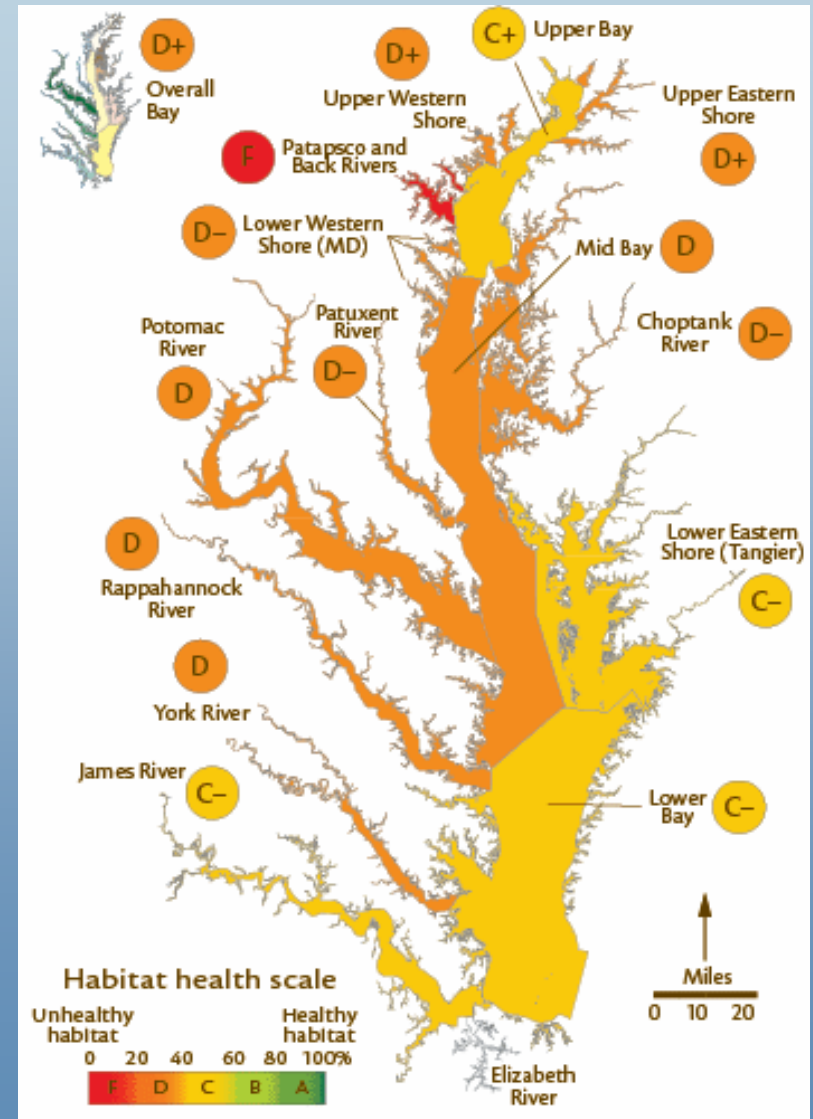 D+
Overall
Bay
D+
Upper Western
Shore
C+
Upper Bay
Upper Eastern
Shore
D+
F
Patapsco and
Back Rivers
D–
Lower Western
Shore (MD)
Mid Bay
D
Potomac
River
D
Patuxent
River
D–
Choptank
River
D–
D
Rappahannock
River
Lower Eastern
Shore (Tangier)
C–
D
York River
James River
C–
Lower
Bay
C–
Habitat health scale
Unhealthy
habitat
Healthy
habitat
0 20 40 60 80 100%
F D C B A
Miles
0 10 20
Elizabeth
River